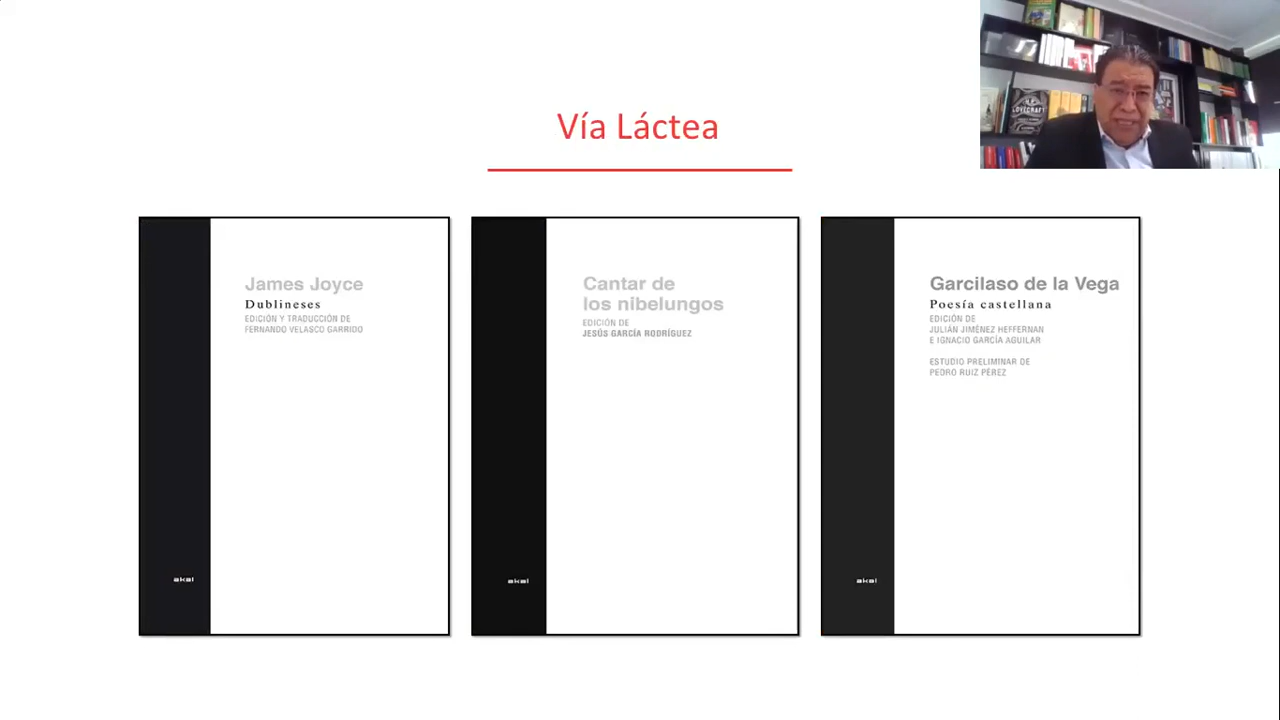 Vía Láctea
James Joyce
Dublineses
EDICIÓN Y TRADUCCIÓN DE
FERNANDO VELASCO GARRIDO
akal
Cantar de
los nibelungos
EDICIÓN DE
JESÚS GARCÍA RODRÍGUEZ
akal
Garcilaso de la Vega
Poesía castellana
EDICIÓN DE
JULIÁN JIMÉNEZ HEFFERNAN
E IGNACIO GARCÍA AGUILAR
ESTUDIO PRELIMINAR DE
PEDRO RUIZ PÉREZ
akal
LOVECRAFT